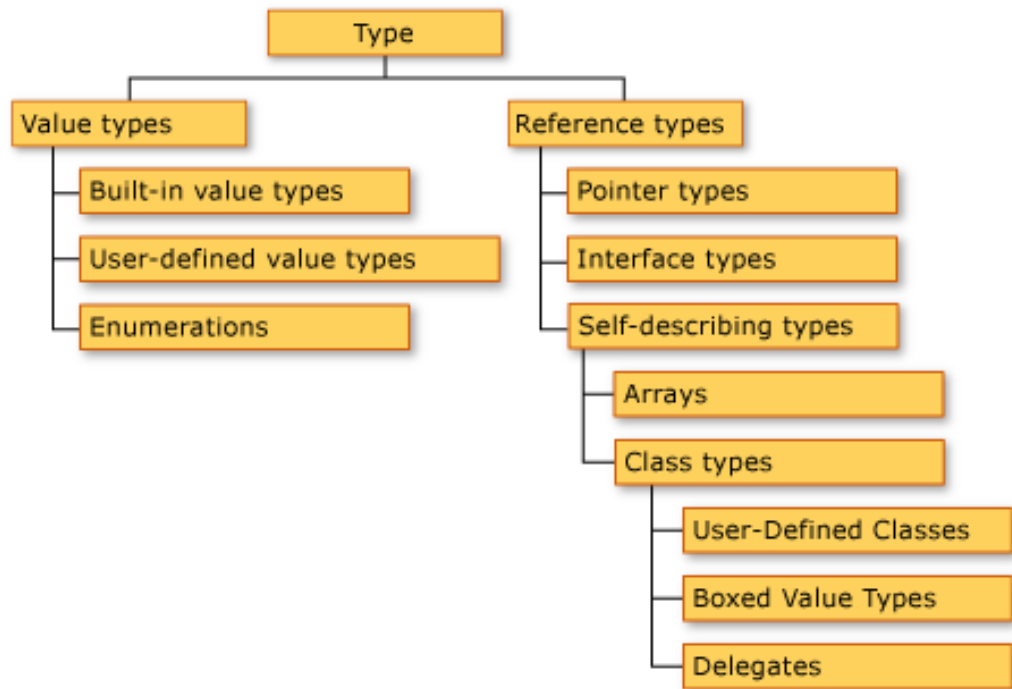 Type
Value types
Reference types
Built-in value types
Pointer types
User-defined value types
Interface types
Enumerations
Self-describing types
Arrays
Class types
User-Defined Classes
Boxed Value Types
Delegates